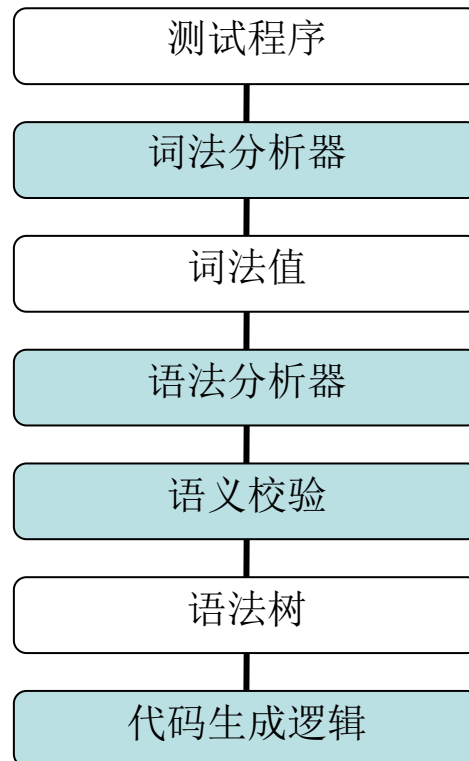 测试程序
词法分析器
词法值
语法分析器
语义校验
语法树
代码生成逻辑